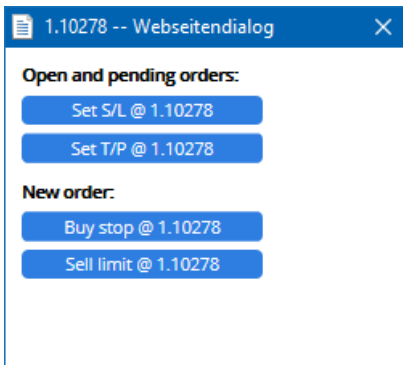 1.10278 -- Webseitendialog
Open and pending orders:
Set S/L @ 1.10278
Set T/P @ 1.10278
New order:
Buy stop @ 1.10278
Sell limit @ 1.10278